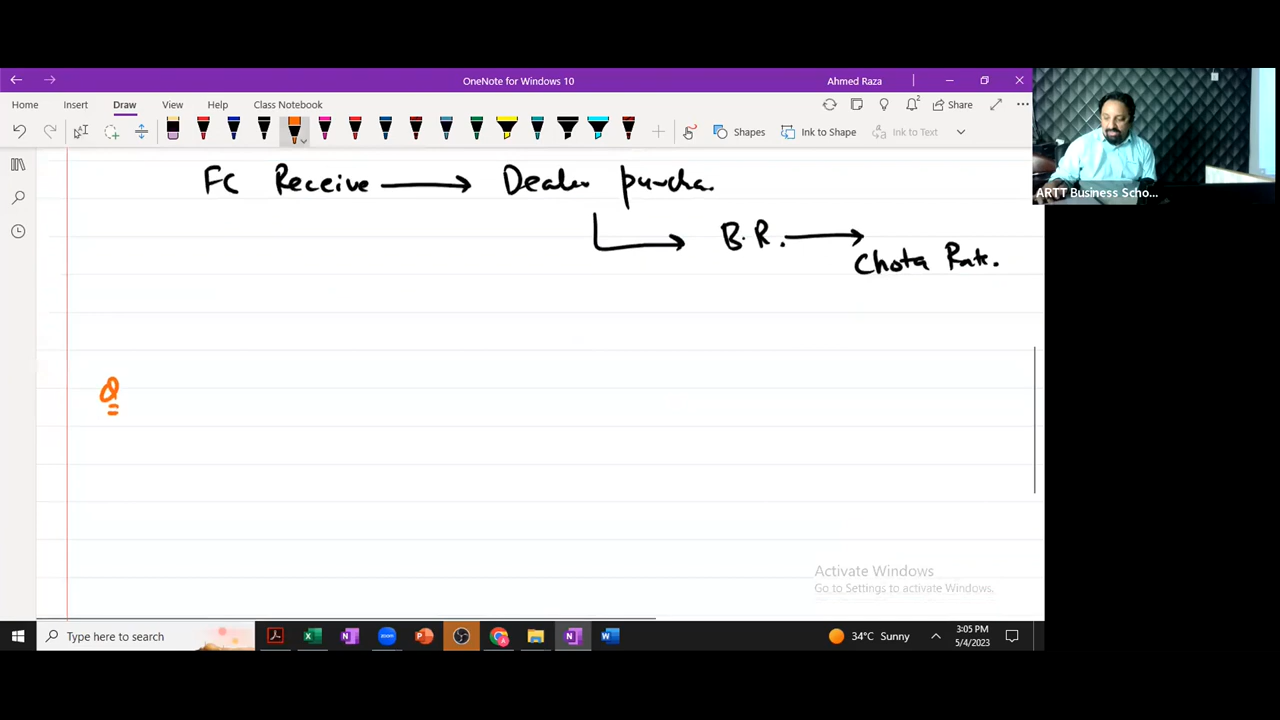 OneNote for Windows 10
Ahmed Raza
Home Insert Draw View Help Class Notebook
Share
Shapes
Ink to Shape
Ink to Text
ARTT Business Scho...
FC Receive → Dealer purcha.
B.R. →
Chota Rate.
Q
Activate Windows
Go to Settings to activate Windows.
Type here to search
34°C Sunny
3:05 PM
5/4/2023